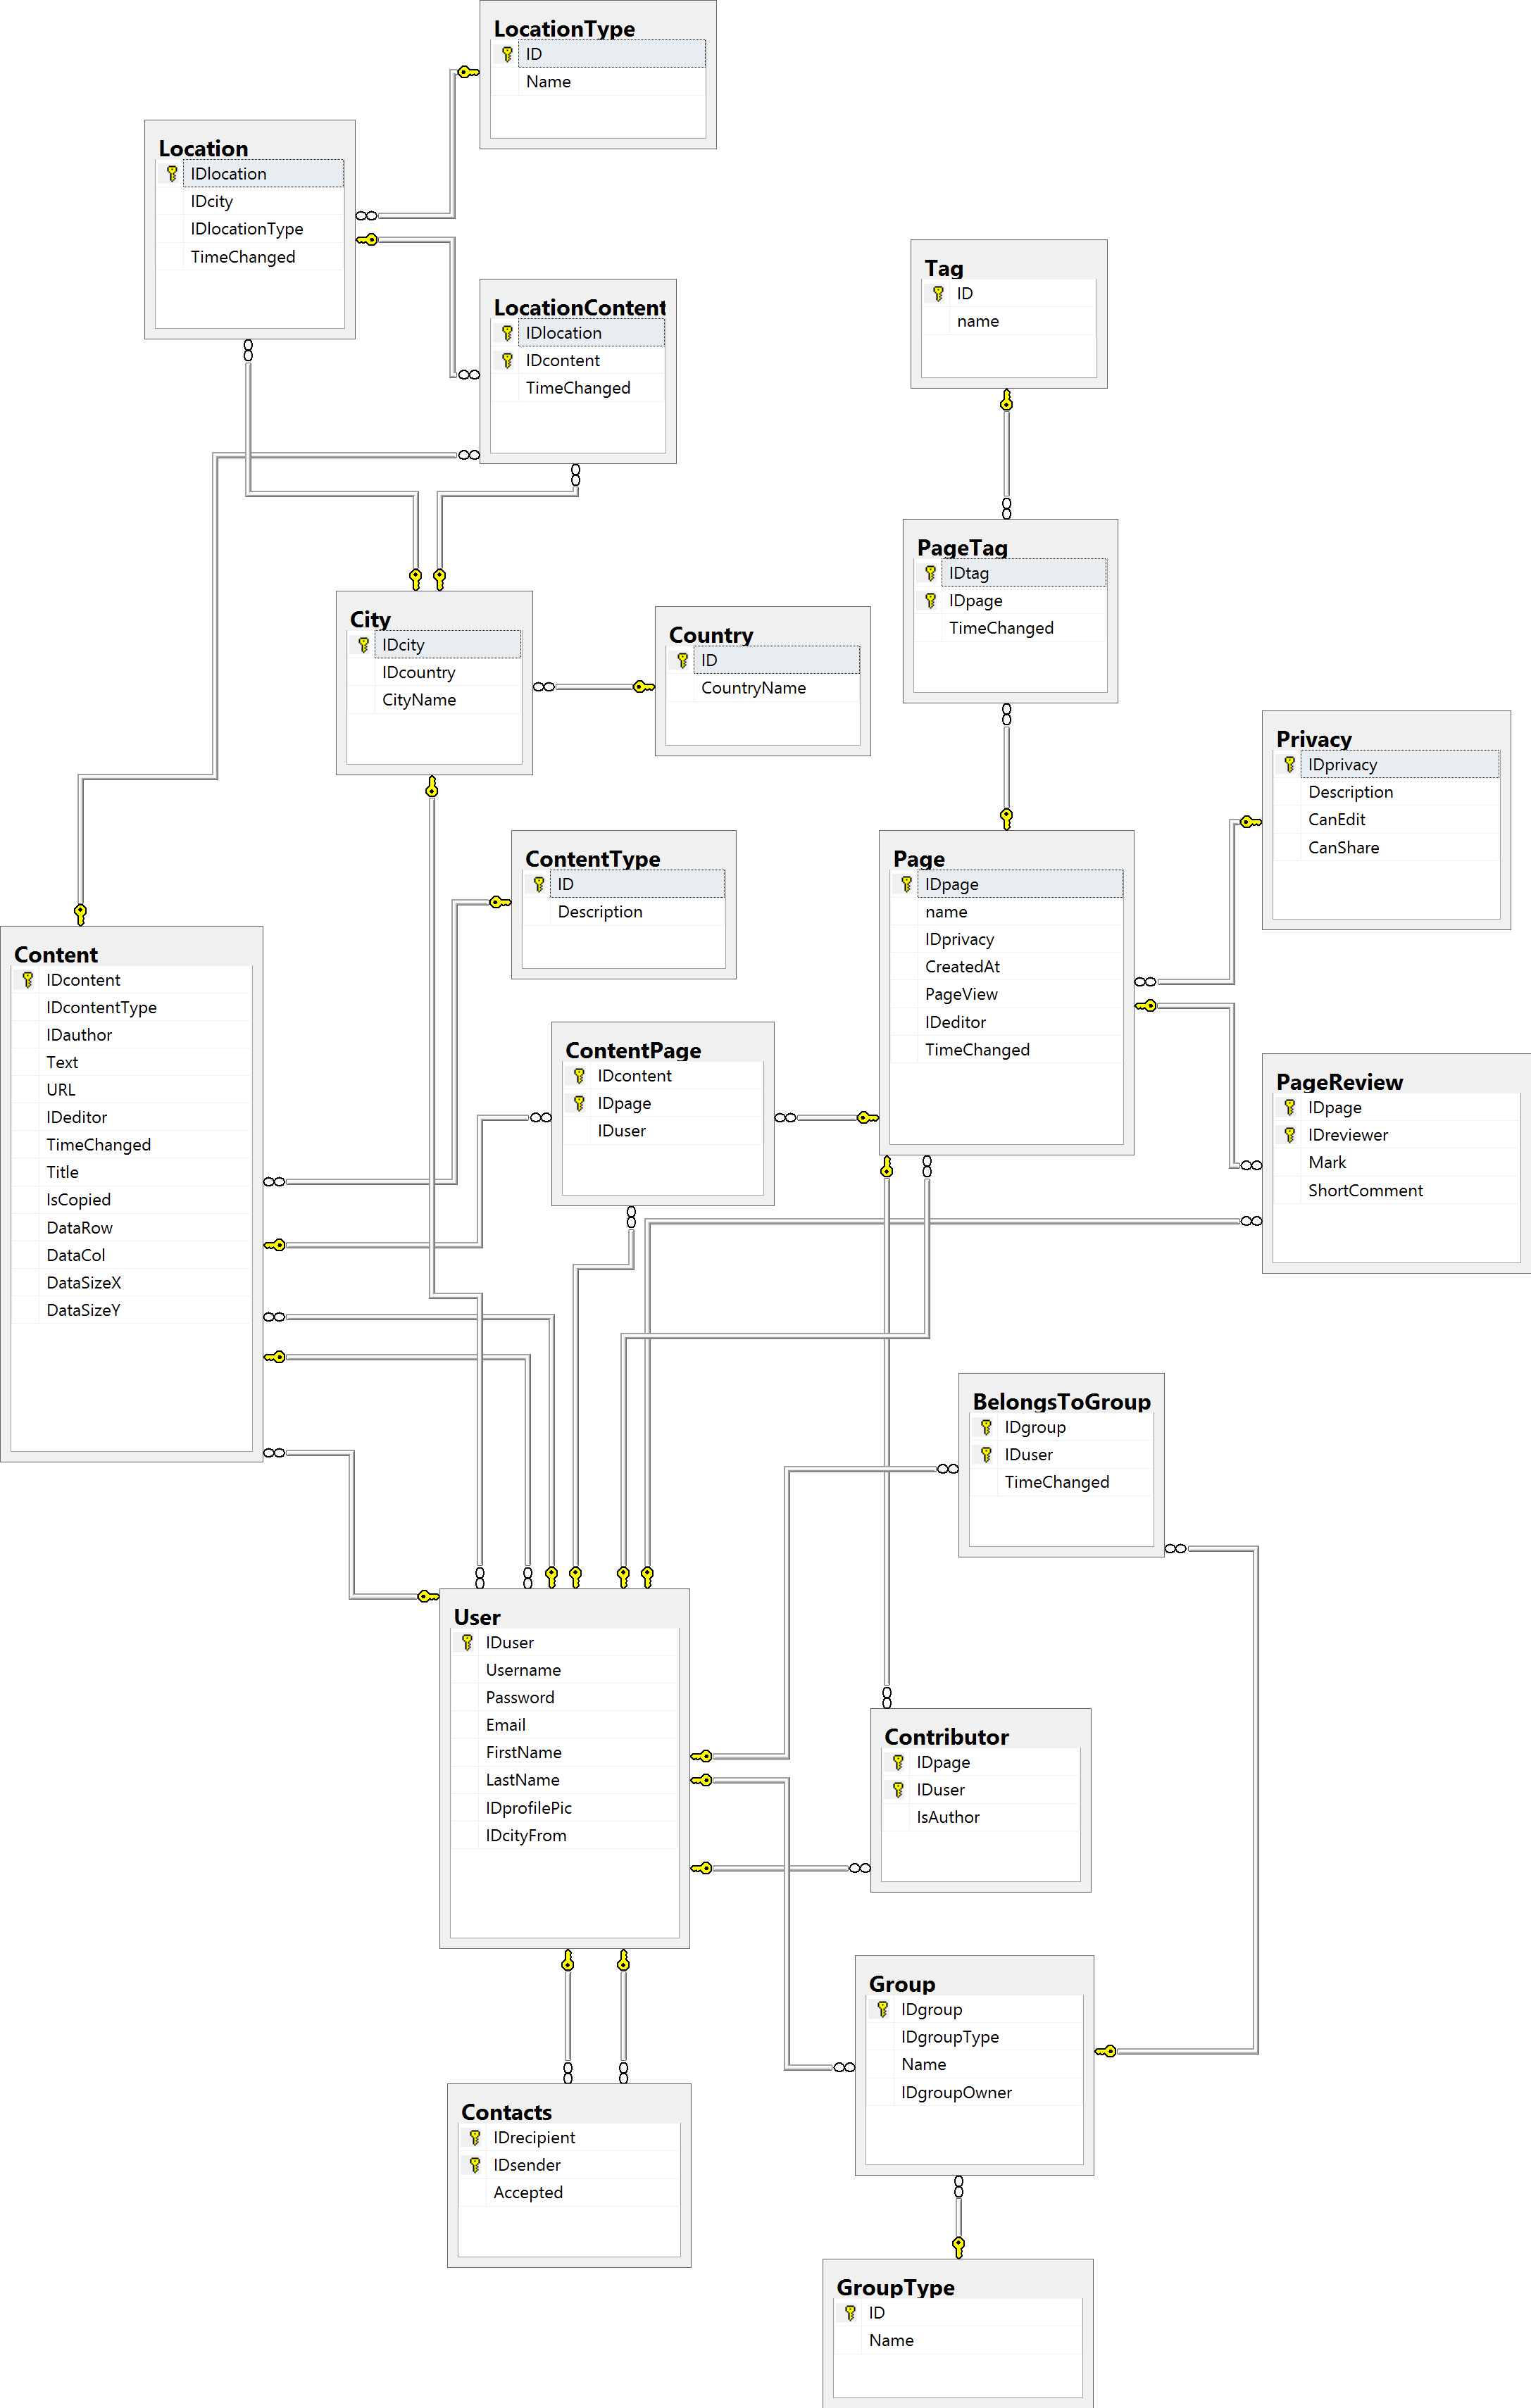 LocationType
ID
Name
Location
IDlocation
IDcity
IDlocationType
TimeChanged
Tag
ID
name
LocationContent
IDlocation
IDcontent
TimeChanged
PageTag
IDtag
IDpage
TimeChanged
City
IDcity
IDcountry
CityName
Country
ID
CountryName
Privacy
IDprivacy
Description
CanEdit
CanShare
ContentType
ID
Description
Page
IDpage
name
IDprivacy
CreatedAt
PageView
IDeditor
TimeChanged
Content
IDcontent
IDcontentType
IDauthor
Text
URL
IDeditor
TimeChanged
Title
IsCopied
DataRow
DataCol
DataSizeX
DataSizeY
ContentPage
IDcontent
IDpage
IDuser
PageReview
IDpage
IDreviewer
Mark
ShortComment
BelongsToGroup
IDgroup
IDuser
TimeChanged
User
IDuser
Username
Password
Email
FirstName
LastName
IDprofilePic
IDcityFrom
Contributor
IDpage
IDuser
IsAuthor
Group
IDgroup
IDgroupType
Name
IDgroupOwner
Contacts
IDrecipient
IDsender
Accepted
GroupType
ID
Name